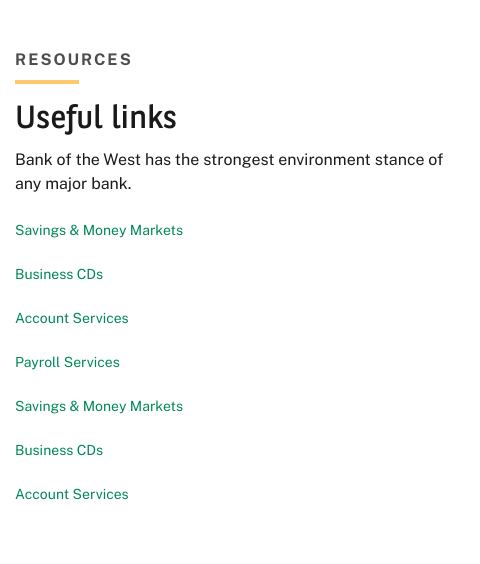 RESOURCES
Useful links
Bank of the West has the strongest environment stance of
any major bank.
Savings & Money Markets
Business CDs
Account Services
Payroll Services
Savings & Money Markets
Business CDs
Account Services